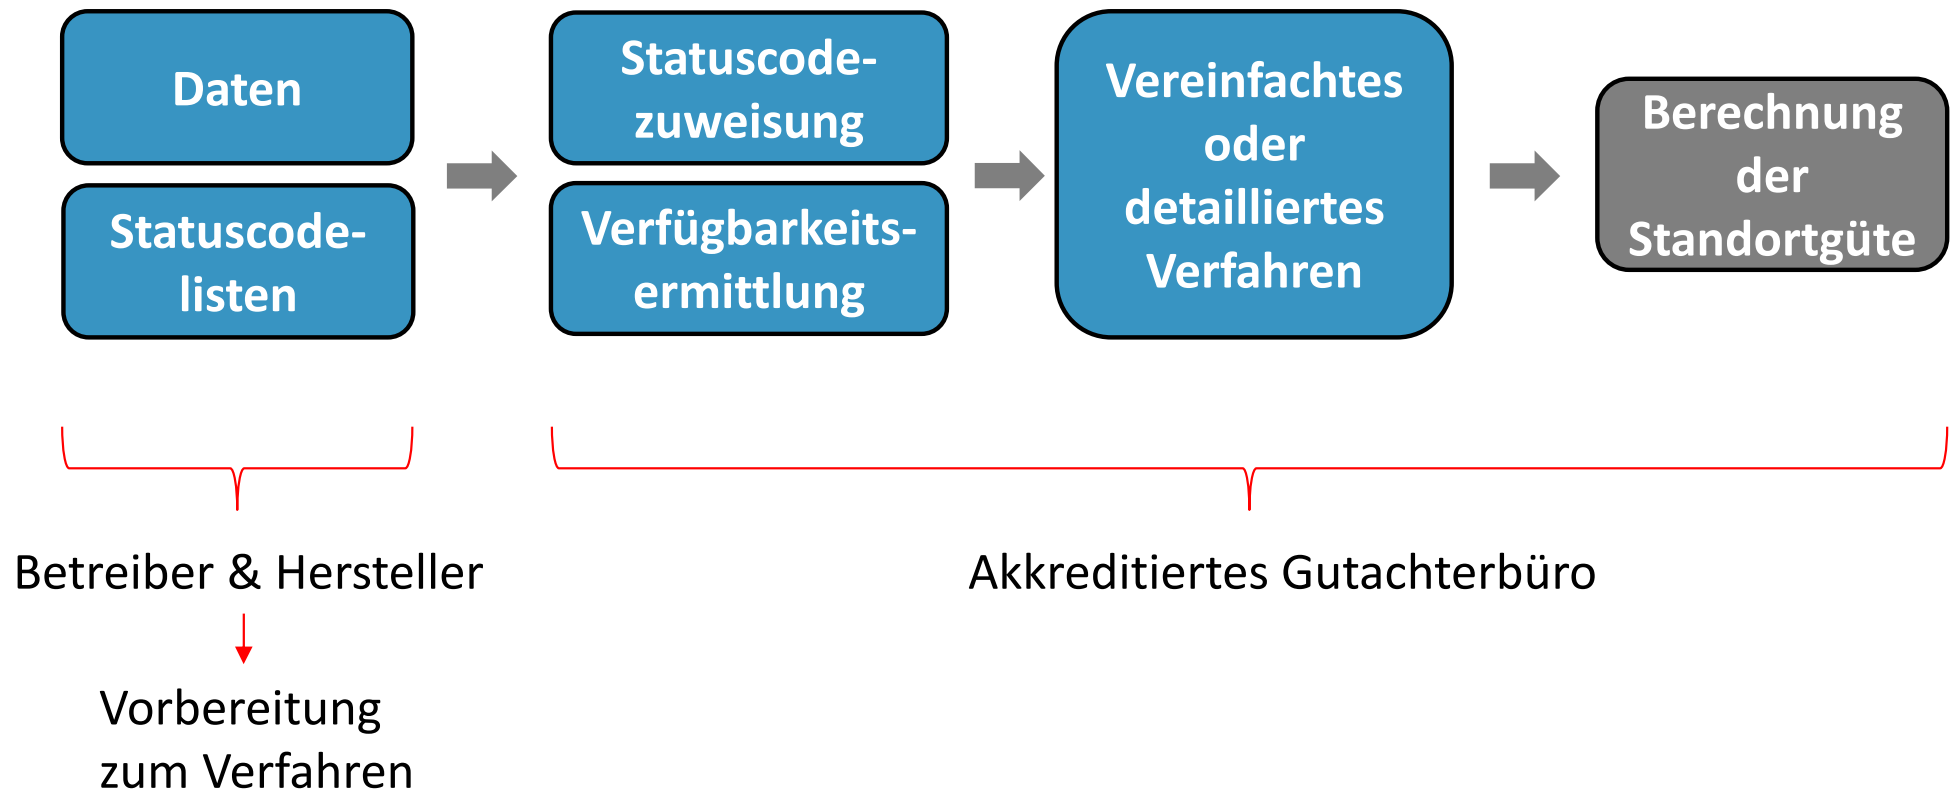 Daten
Statuscode-
listen
Statuscode-
zuweisung
Verfügbarkeits-
ermittlung
Vereinfachtes
oder
detailliertes
Verfahren
Berechnung
der
Standortgüte
Betreiber & Hersteller
Akkreditiertes Gutachterbüro
Vorbereitung
zum Verfahren